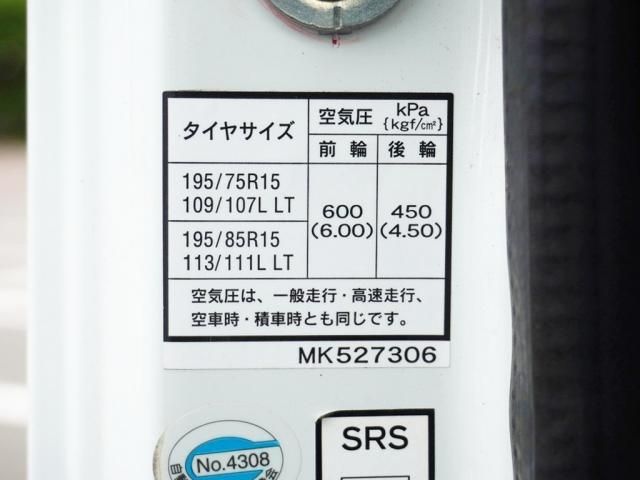 タイヤサイズ
空気圧 kPa
{kgf/cm²}
前輪 後輪
195/75R15
109/107L LT
600
(6.00)
450
(4.50)
195/85R15
113/111L LT
空気圧は、一般走行・高速走行、
空車時・積車時とも同じです。
MK527306
No.4308
SRS